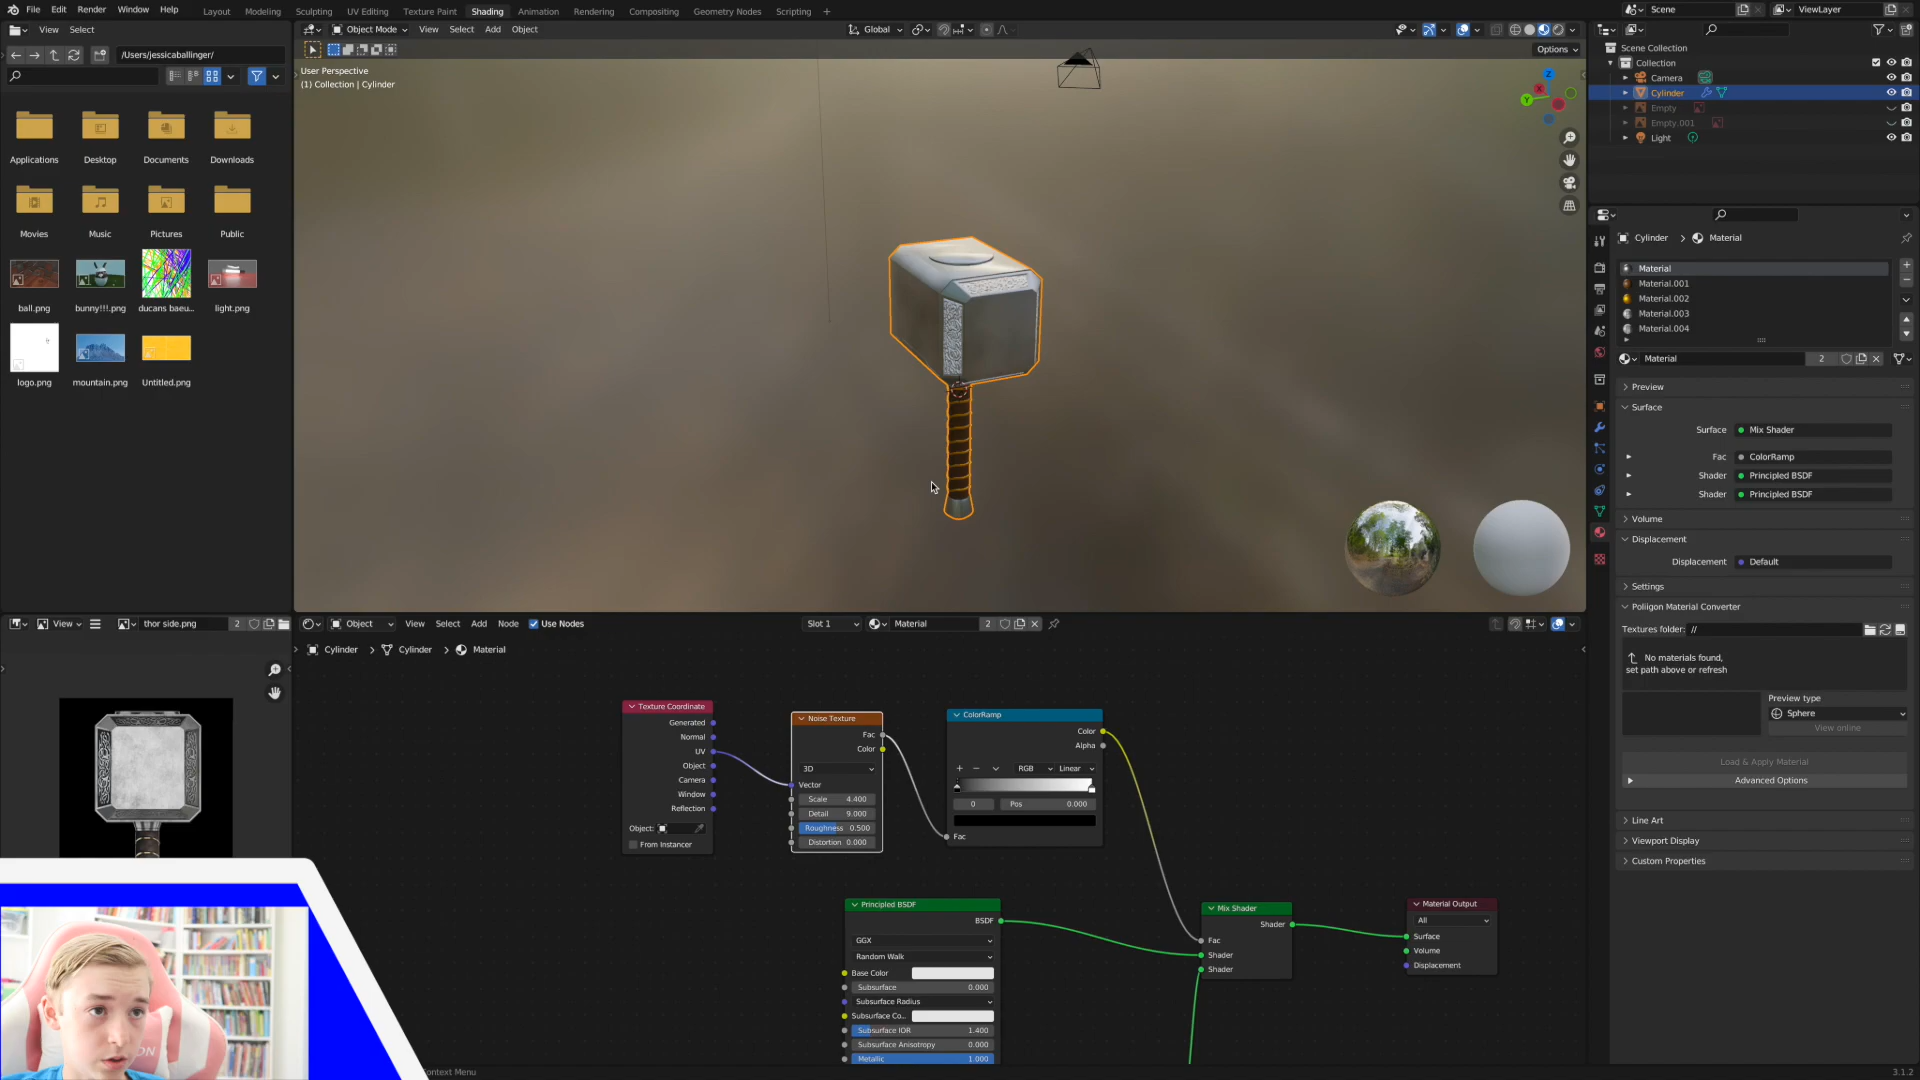 File Edit Render Window Help
Layout Modeling Sculpting UV Editing Texture Paint Shading Animation Rendering Compositing Geometry Nodes Scripting +
Scene
ViewLayer
View Select
/Users/jessicaballinger/
Applications Desktop Documents Downloads
Movies Music Pictures Public
ball.png bunny!!!.png ducans baeu... light.png
logo.png mountain.png Untitled.png
Object Mode View Select Add Object
Global
Options
User Perspective
(1) Collection | Cylinder
Z
Y
Scene Collection
Collection
Camera
Cylinder
Empty
Empty.001
Light
Cylinder > Material
Material
Material.001
Material.002
Material.003
Material.004
Material 2
Preview
Surface
Surface Mix Shader
Fac ColorRamp
Shader Principled BSDF
Shader Principled BSDF
Volume
Displacement
Displacement Default
Settings
Poliigon Material Converter
Textures folder: //
No materials found,
set path above or refresh
Preview type
Sphere
View online
Load & Apply Material
Advanced Options
Line Art
Viewport Display
Custom Properties
View thor side.png 2
Object View Select Add Node Use Nodes
Slot 1 Material 2
Cylinder > Cylinder > Material
Texture Coordinate
Generated
Normal
UV
Object
Camera
Window
Reflection
Object:
From Instancer
Noise Texture
Fac
Color
3D
Vector
Scale 4.400
Detail 9.000
Roughness 0.500
Distortion 0.000
ColorRamp
Color
Alpha
+ − RGB Linear
0 Pos 0.000
Fac
Principled BSDF
BSDF
GGX
Random Walk
Base Color
Subsurface 0.000
Subsurface Radius
Subsurface Co...
Subsurface IOR 1.400
Subsurface Anisotropy 0.000
Metallic 1.000
Mix Shader
Shader
Fac
Shader
Shader
Material Output
All
Surface
Volume
Displacement
Context Menu
3.1.2